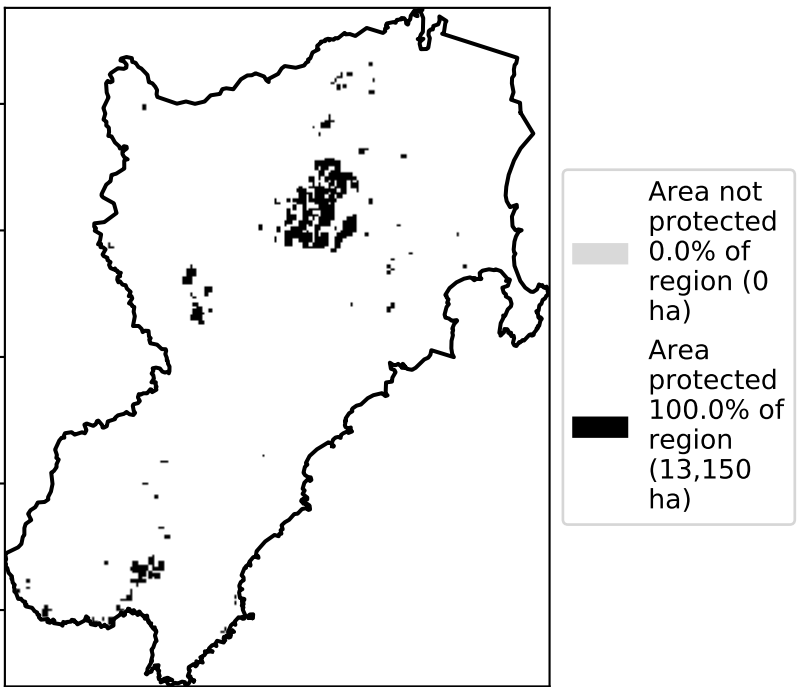 Area not
protected
0.0% of
region (0
ha)
Area
protected
100.0% of
region
(13,150
ha)